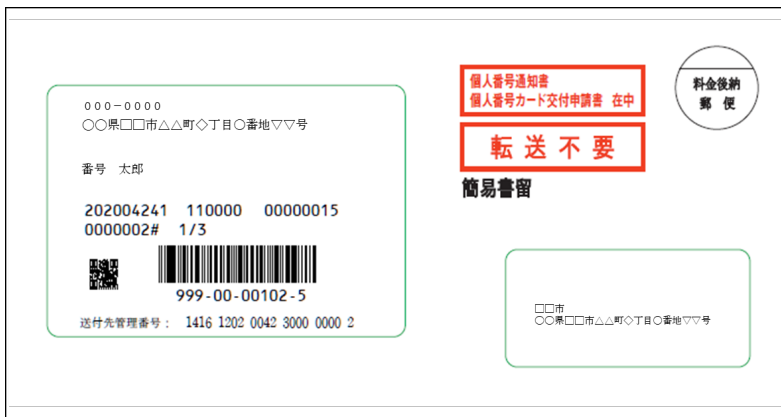 000-0000
〇〇県□□市△△町◇丁目〇番地▽▽号
番号　太郎
202004241　110000　00000015
0000002#　1/3
999-00-00102-5
送付先管理番号：　1416 1202 0042 3000 0000 2
個人番号通知書
個人番号カード交付申請書　在中
転送不要
簡易書留
料金後納
郵　便
□□市
〇〇県□□市△△町◇丁目〇番地▽▽号